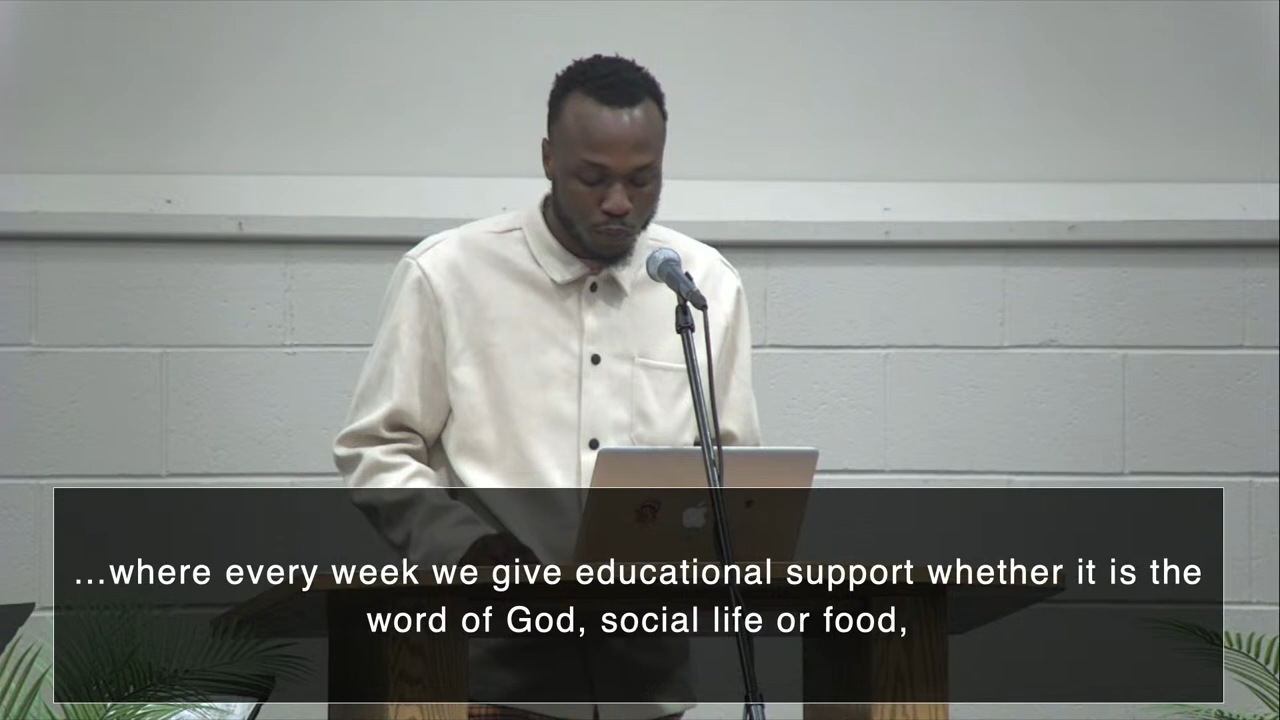 ...where every week we give educational support whether it is the
word of God, social life or food,